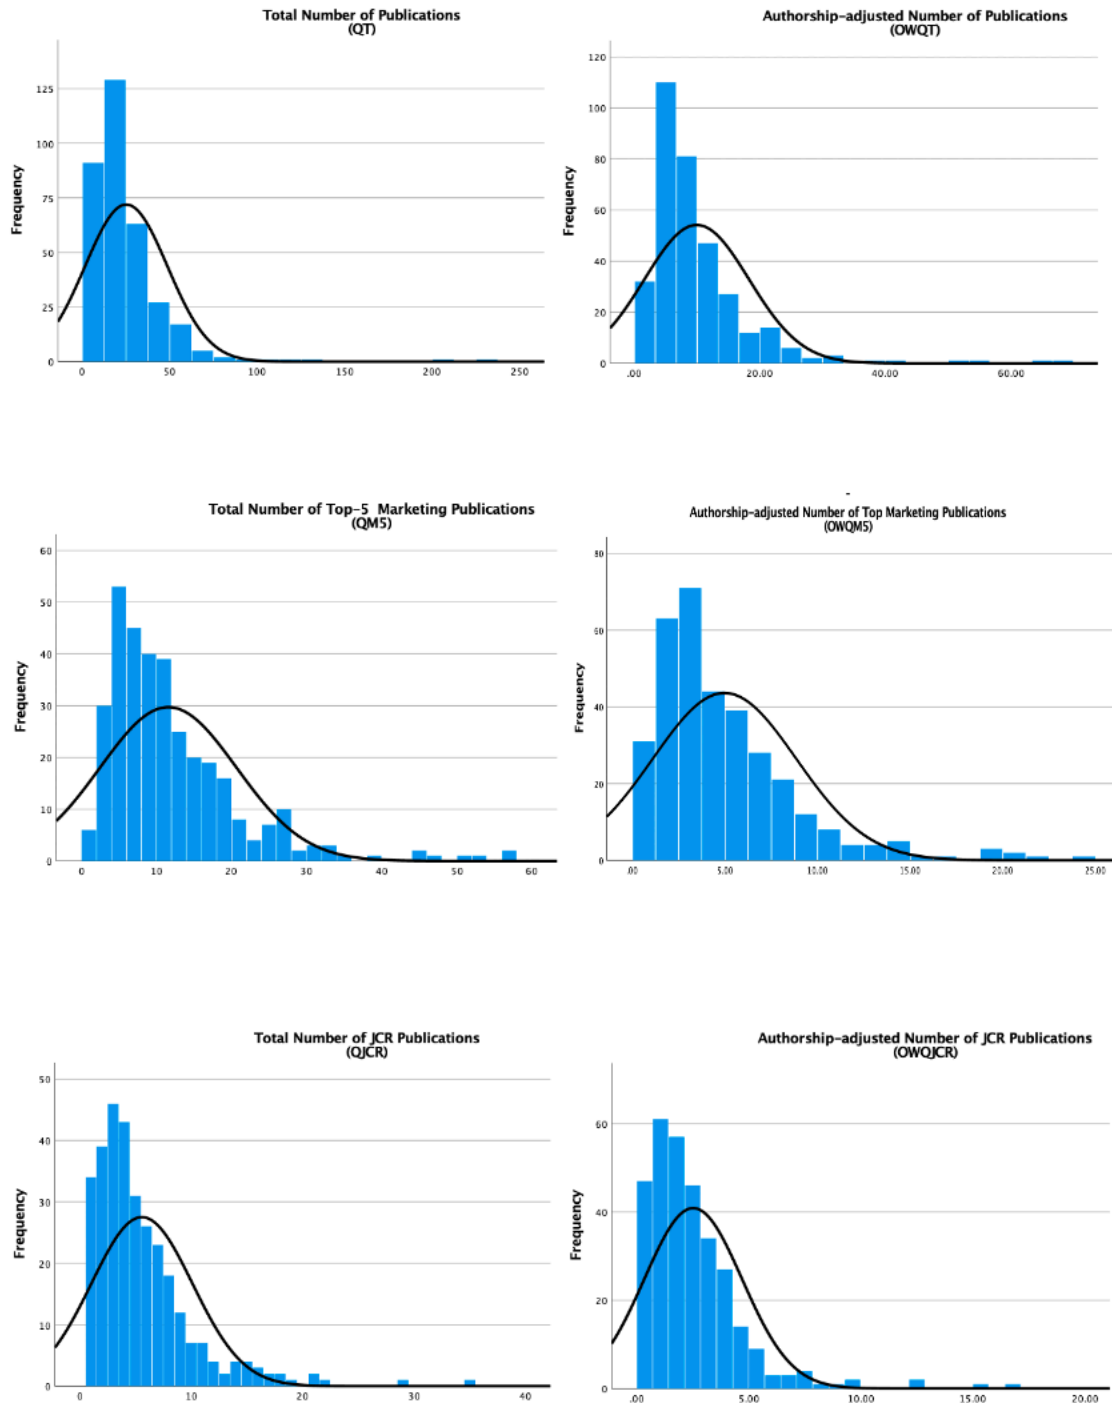 Total Number of Publications
(QT)
Frequency
125
100
75
50
25
0
0 50 100 150 200 250
Authorship-adjusted Number of Publications
(OWQT)
Frequency
120
100
80
60
40
20
0
.00 20.00 40.00 60.00
Total Number of Top-5 Marketing Publications
(QM5)
Frequency
60
50
40
30
20
10
0
0 10 20 30 40 50 60
-
Authorship-adjusted Number of Top Marketing Publications
(OWQM5)
Frequency
80
60
40
20
0
.00 5.00 10.00 15.00 20.00 25.00
Total Number of JCR Publications
(QJCR)
Frequency
50
40
30
20
10
0
0 10 20 30 40
Authorship-adjusted Number of JCR Publications
(OWQJCR)
Frequency
60
40
20
0
.00 5.00 10.00 15.00 20.00